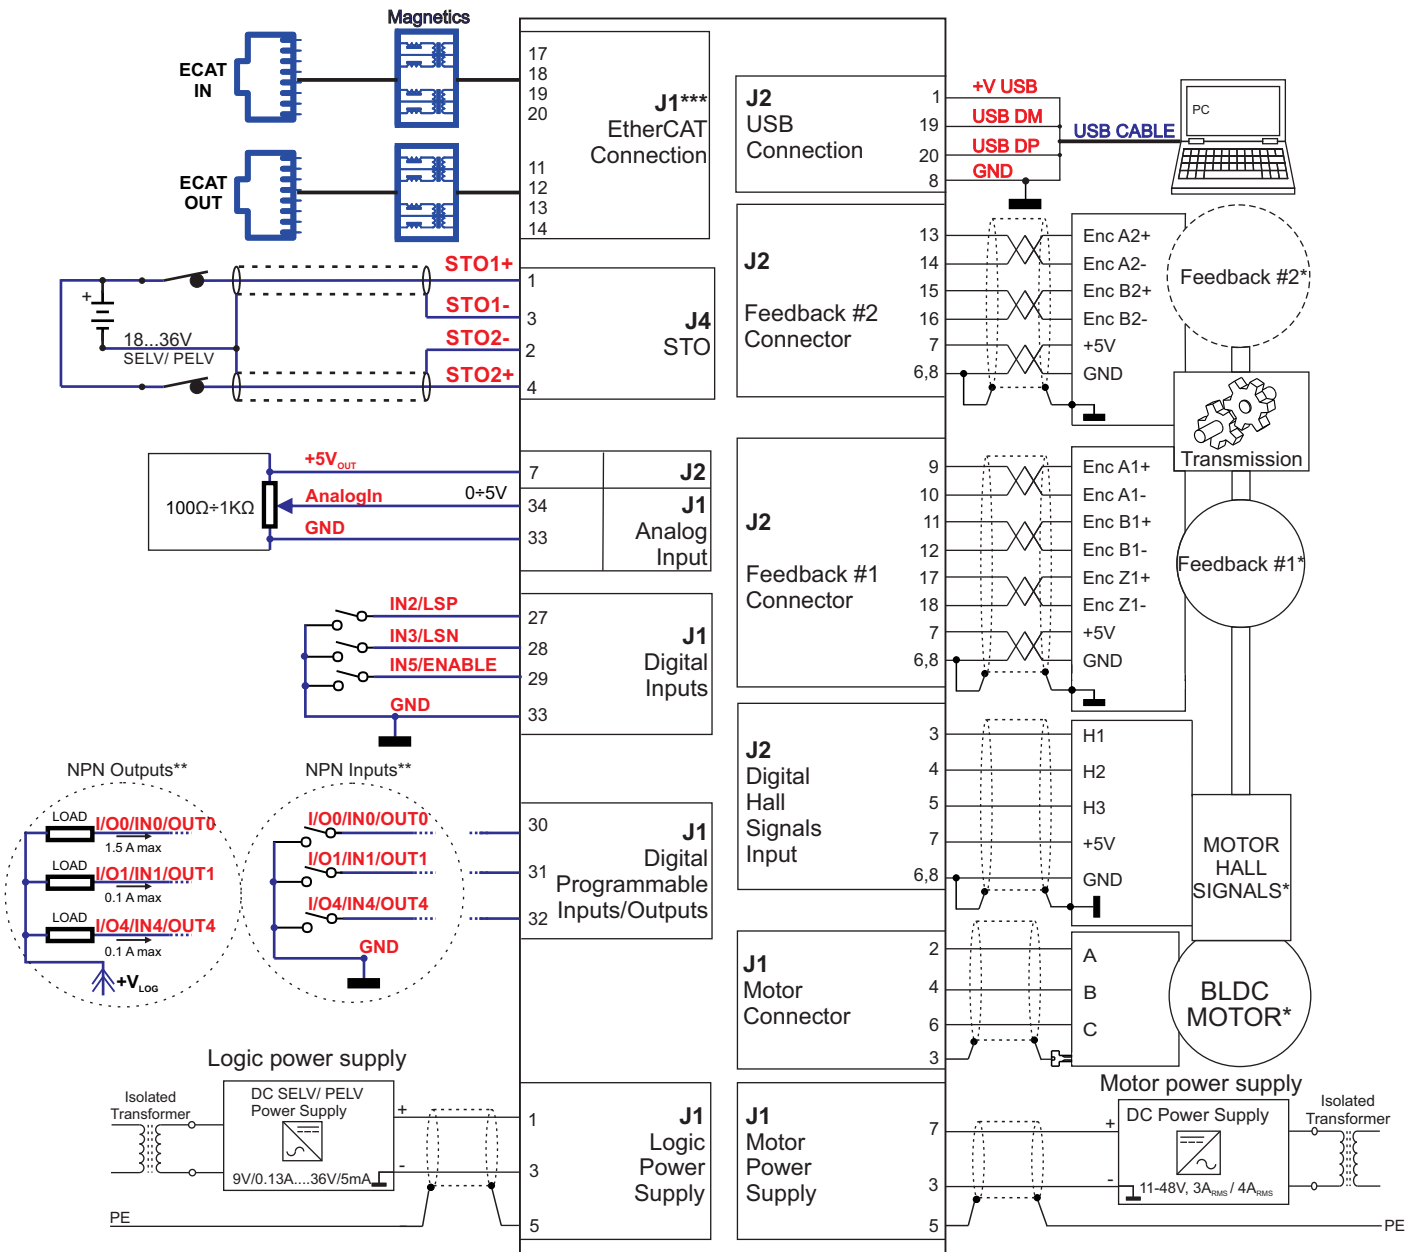 Magnetics
ECAT
IN
17
18
19
20
J1***
EtherCAT
Connection
ECAT
OUT
11
12
13
14
STO1+
1
STO1-
3
STO2-
2
STO2+
4
+
18...36V
SELV/ PELV
J4
STO
+5VOUT
7
J2
100Ω÷1KΩ
AnalogIn
0÷5V
34
GND
33
J1
Analog
Input
IN2/LSP
27
IN3/LSN
28
IN5/ENABLE
29
GND
33
J1
Digital
Inputs
NPN Outputs**
LOAD
I/O0/IN0/OUT0
1.5 A max
LOAD
I/O1/IN1/OUT1
0.1 A max
LOAD
I/O4/IN4/OUT4
0.1 A max
+VLOG
NPN Inputs**
I/O0/IN0/OUT0
I/O1/IN1/OUT1
I/O4/IN4/OUT4
GND
30
31
32
J1
Digital
Programmable
Inputs/Outputs
Logic power supply
Isolated
Transformer
DC SELV/ PELV
Power Supply
9V/0.13A....36V/5mA
+
-
PE
1
3
5
J1
Logic
Power
Supply
J2
USB
Connection
1
19
20
8
+V USB
USB DM
USB DP
GND
USB CABLE
PC
J2
Feedback #2
Connector
13
14
15
16
7
6,8
Enc A2+
Enc A2-
Enc B2+
Enc B2-
+5V
GND
Feedback #2*
Transmission
J2
Feedback #1
Connector
9
10
11
12
17
18
7
6,8
Enc A1+
Enc A1-
Enc B1+
Enc B1-
Enc Z1+
Enc Z1-
+5V
GND
Feedback #1*
J2
Digital
Hall
Signals
Input
3
4
5
7
6,8
H1
H2
H3
+5V
GND
MOTOR
HALL
SIGNALS*
J1
Motor
Connector
2
4
6
3
A
B
C
BLDC
MOTOR*
J1
Motor
Power
Supply
7
3
5
Motor power supply
+
-
DC Power Supply
11-48V, 3ARMS / 4ARMS
Isolated
Transformer
PE